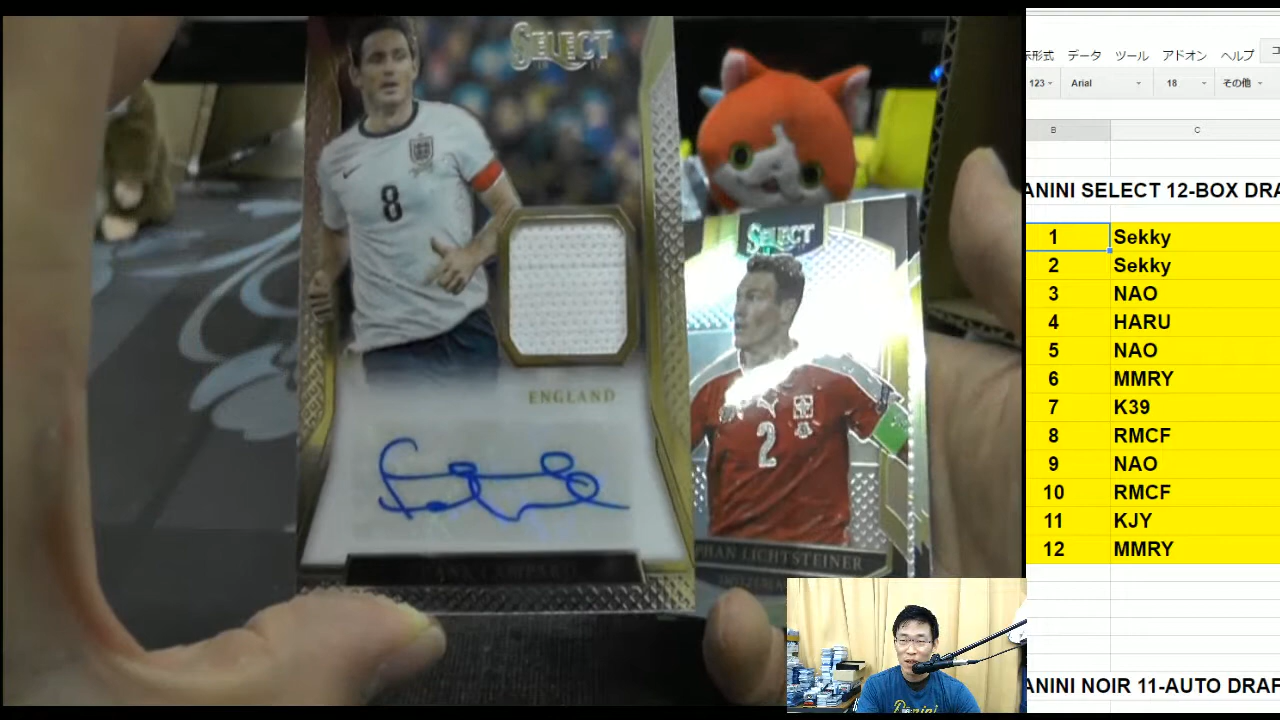 SELECT
8
ENGLAND
FRANK LAMPARD
SELECT
2
PHAN LICHTSTEINER
Panini
示形式 データ ツール アドオン ヘルプ
123 Arial 18 その他
B C
ANINI SELECT 12-BOX DRA
1 Sekky
2 Sekky
3 NAO
4 HARU
5 NAO
6 MMRY
7 K39
8 RMCF
9 NAO
10 RMCF
11 KJY
12 MMRY
ANINI NOIR 11-AUTO DRAF